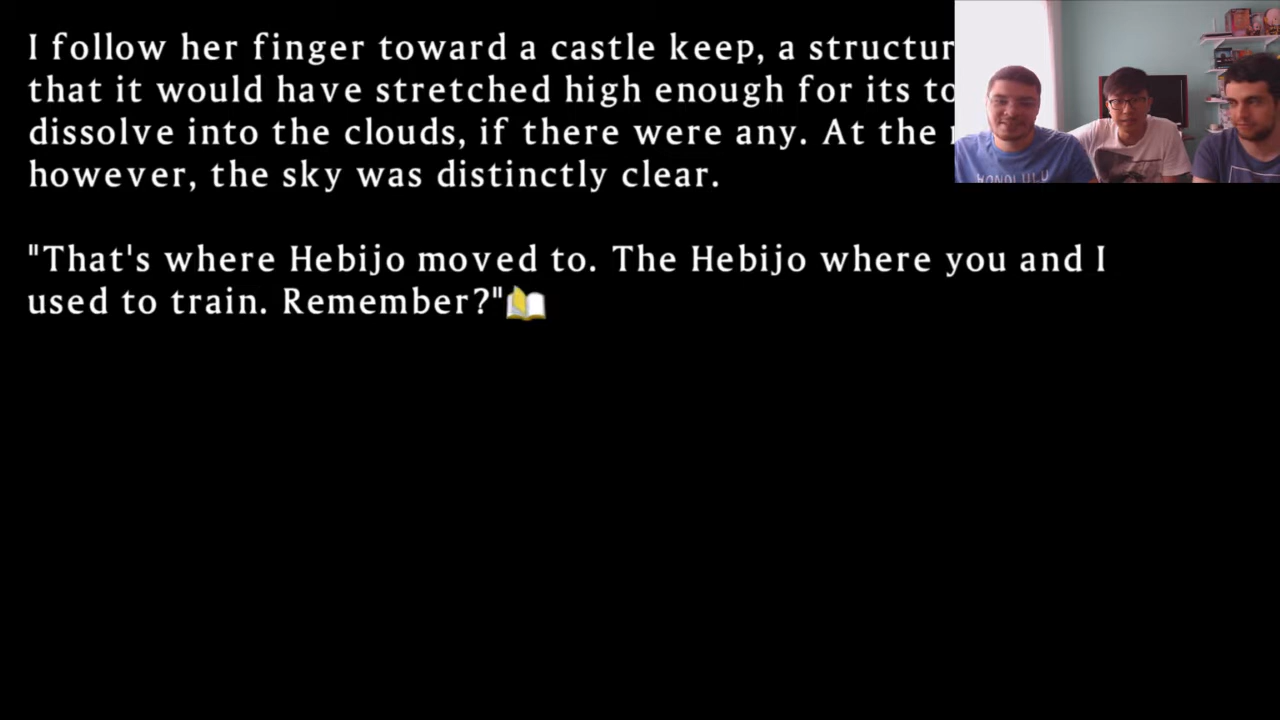 I follow her finger toward a castle keep, a
that it would have stretched high enough for its
dissolve into the clouds, if there were any. At the
however, the sky was distinctly clear.
"That's where Hebijo moved to. The Hebijo where you and I
used to train. Remember?"
HONOLULU